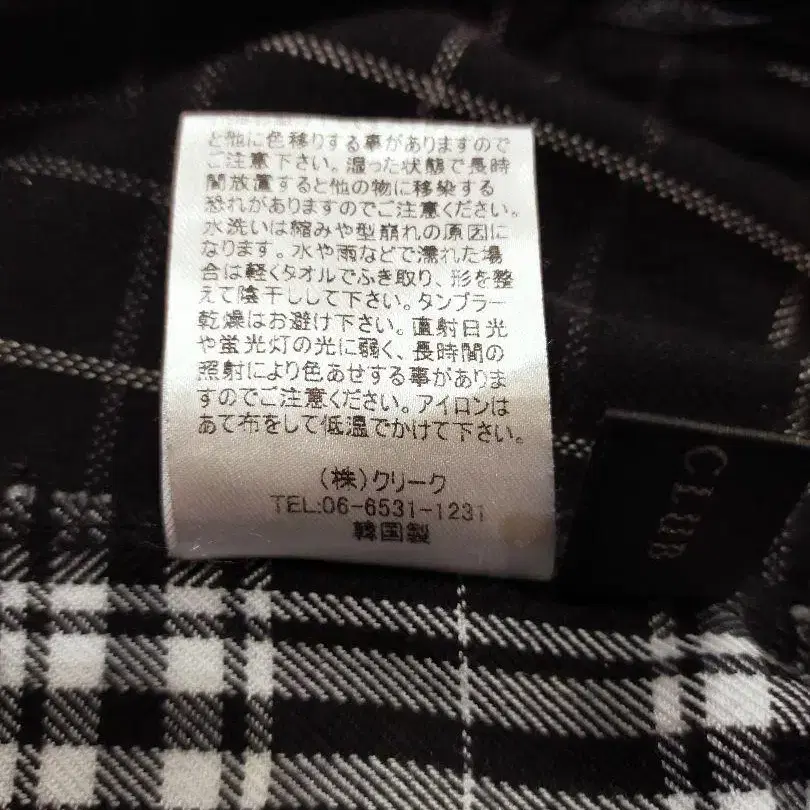 と他に色移りする事がありますので
ご注意下さい。湿った状態で長時
間放置すると他の物に移染する
恐れがありますのでご注意ください。
水洗いは縮みや型崩れの原因に
なります。水や雨などで濡れた場
合は軽くタオルでふき取り、形を整
えて陰干しして下さい。タンブラー
乾燥はお避け下さい。直射日光
や蛍光灯の光に弱く、長時間の
照射により色あせする事がありま
すのでご注意ください。アイロンは
あて布をして低温でかけて下さい。
(株)クリーク
TEL:06-6531-1231
韓国製
CLUB